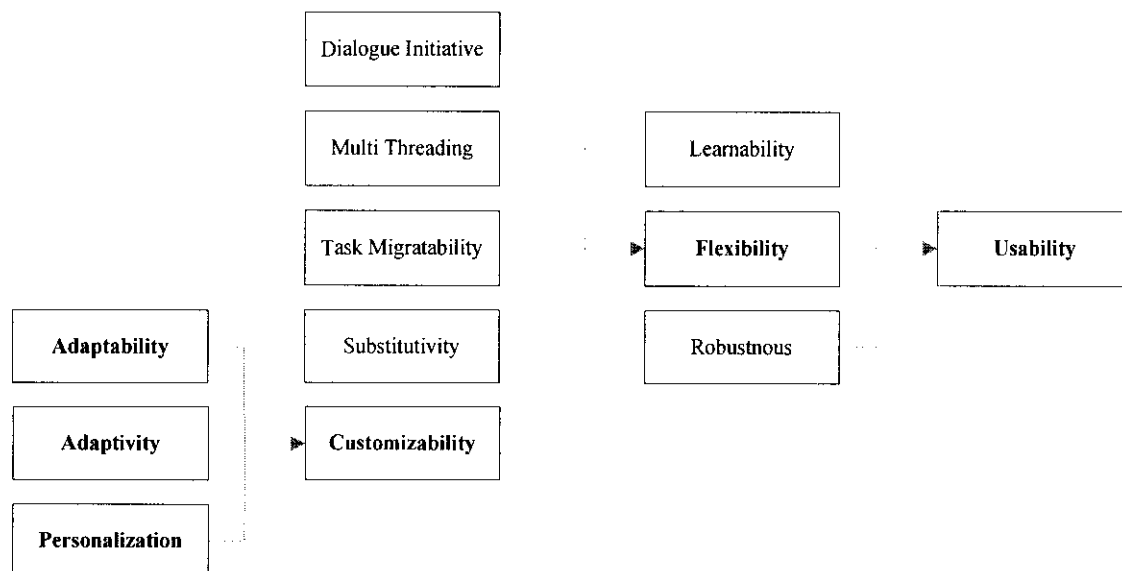 Dialogue Initiative
Multi Threading
Learnability
Task Migratability
Flexibility
Usability
Adaptability
Substitutivity
Robustnous
Adaptivity
Customizability
Personalization